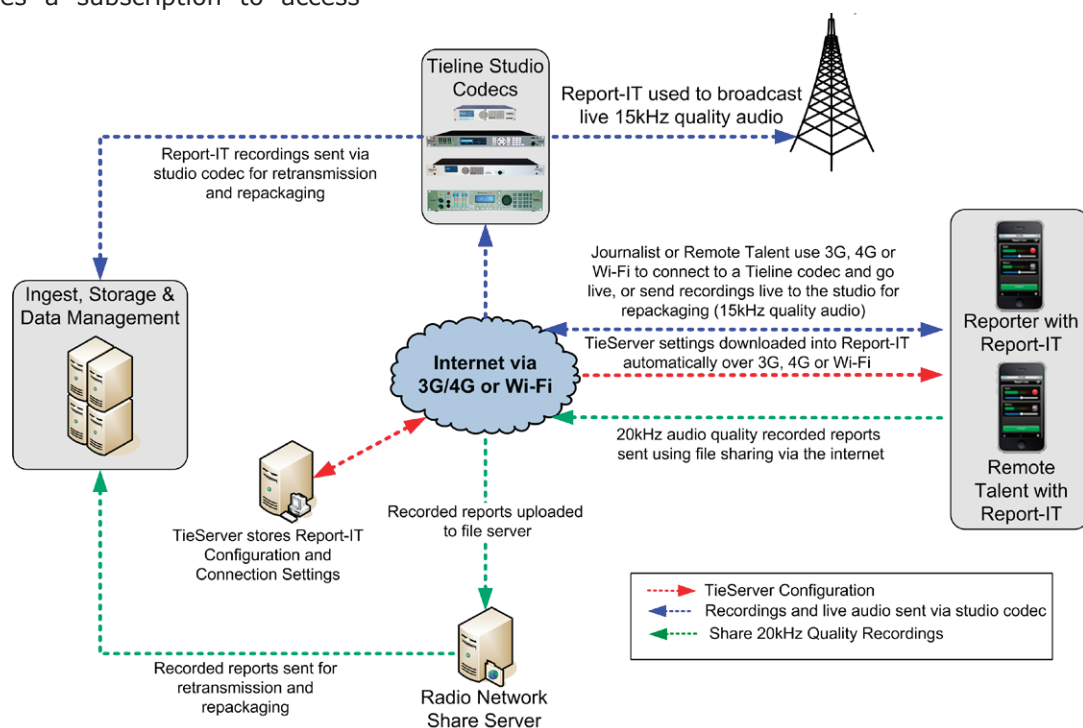 es a subscription to access
Tieline Studio
Codecs
Report-IT used to broadcast
live 15kHz quality audio
Report-IT recordings sent via
studio codec for retransmission
and repackaging
Ingest, Storage &
Data Management
Journalist or Remote Talent use 3G, 4G or
Wi-Fi to connect to a Tieline codec and go
live, or send recordings live to the studio for
repackaging (15kHz quality audio)
Reporter with
Report-IT
TieServer settings downloaded into Report-IT
automatically over 3G, 4G or Wi-Fi
Internet via
3G/4G or Wi-Fi
20kHz audio quality recorded reports
sent using file sharing via the internet
Remote
Talent with
Report-IT
Recorded reports uploaded
to file server
TieServer stores Report-IT
Configuration and
Connection Settings
TieServer Configuration
Recordings and live audio sent via studio codec
Share 20kHz Quality Recordings
Recorded reports sent for
retransmission and
repackaging
Radio Network
Share Server